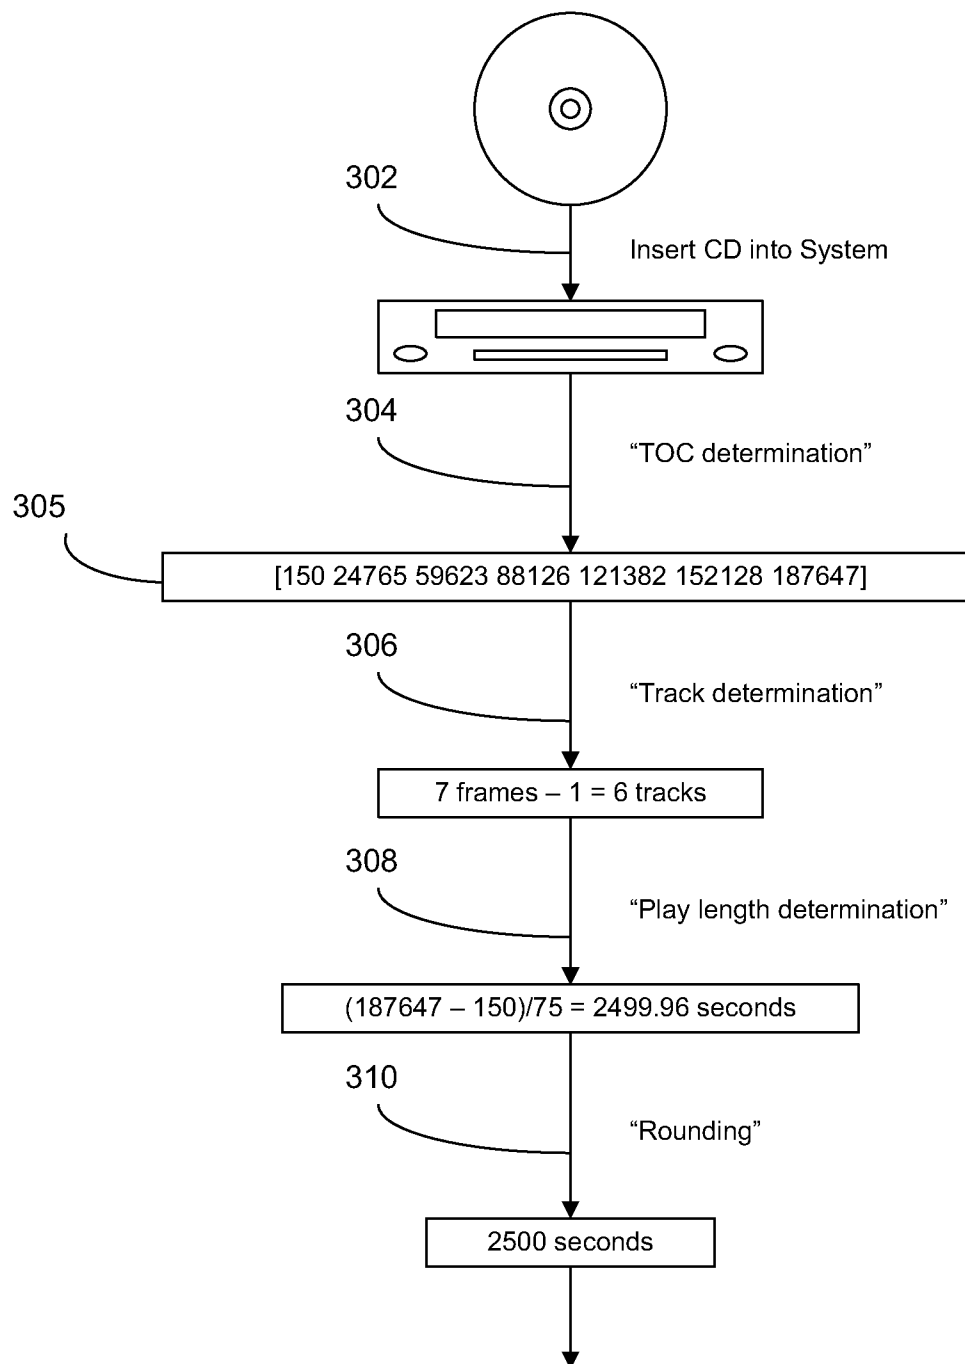 302
Insert CD into System
304
“TOC determination”
305
[150 24765 59623 88126 121382 152128 187647]
306
“Track determination”
7 frames – 1 = 6 tracks
308
“Play length determination”
(187647 – 150)/75 = 2499.96 seconds
310
“Rounding”
2500 seconds